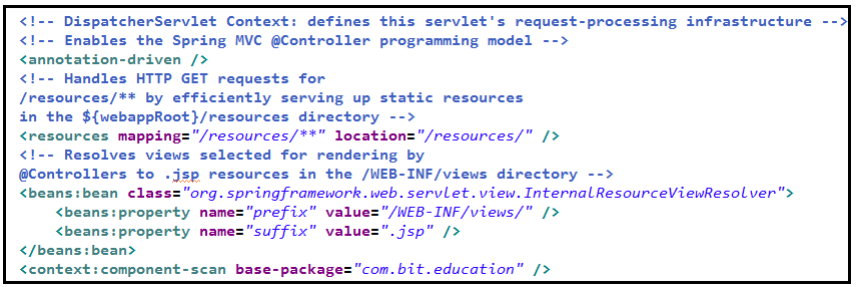 <!-- DispatcherServlet Context: defines this servlet's request-processing infrastructure -->
<!-- Enables the Spring MVC @Controller programming model -->
<annotation-driven />
<!-- Handles HTTP GET requests for
/resources/** by efficiently serving up static resources
in the ${webappRoot}/resources directory -->
<resources mapping="/resources/**" location="/resources/" />
<!-- Resolves views selected for rendering by
@Controllers to .jsp resources in the /WEB-INF/views directory -->
<beans:bean class="org.springframework.web.servlet.view.InternalResourceViewResolver">
    <beans:property name="prefix" value="/WEB-INF/views/" />
    <beans:property name="suffix" value=".jsp" />
</beans:bean>
<context:component-scan base-package="com.bit.education" />